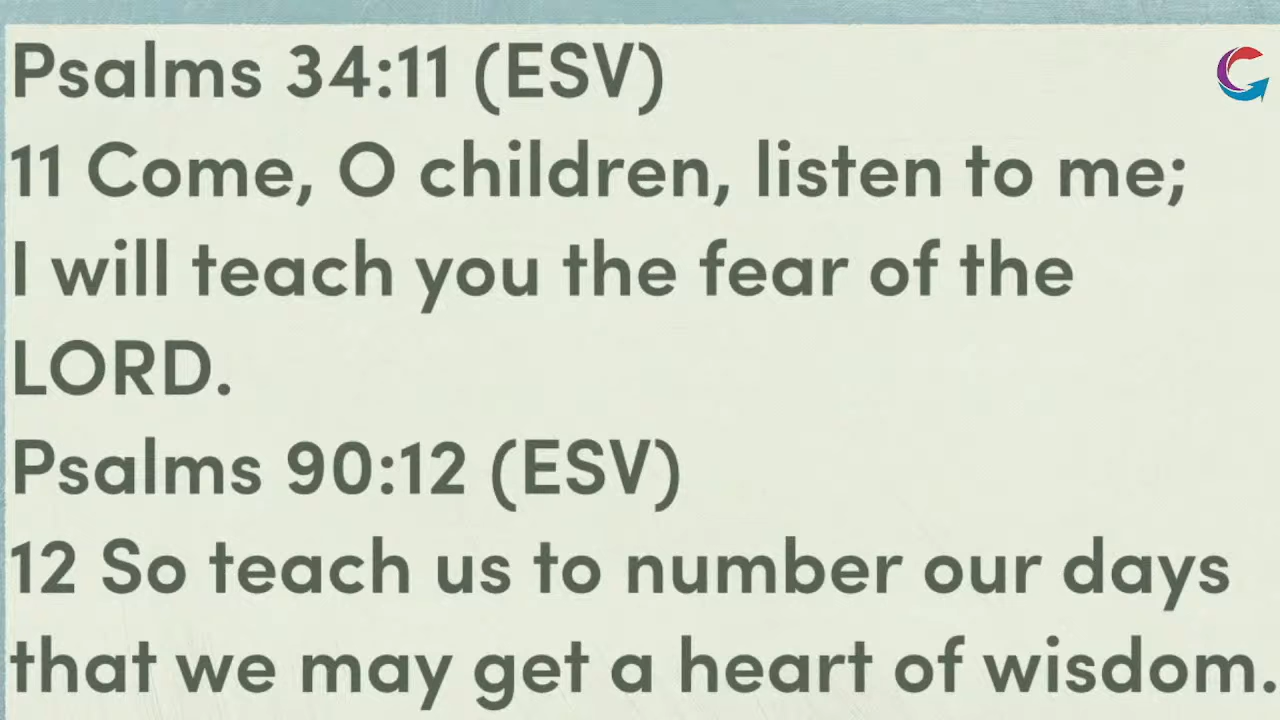 Psalms 34:11 (ESV)
11 Come, O children, listen to me;
I will teach you the fear of the
LORD.
Psalms 90:12 (ESV)
12 So teach us to number our days
that we may get a heart of wisdom.